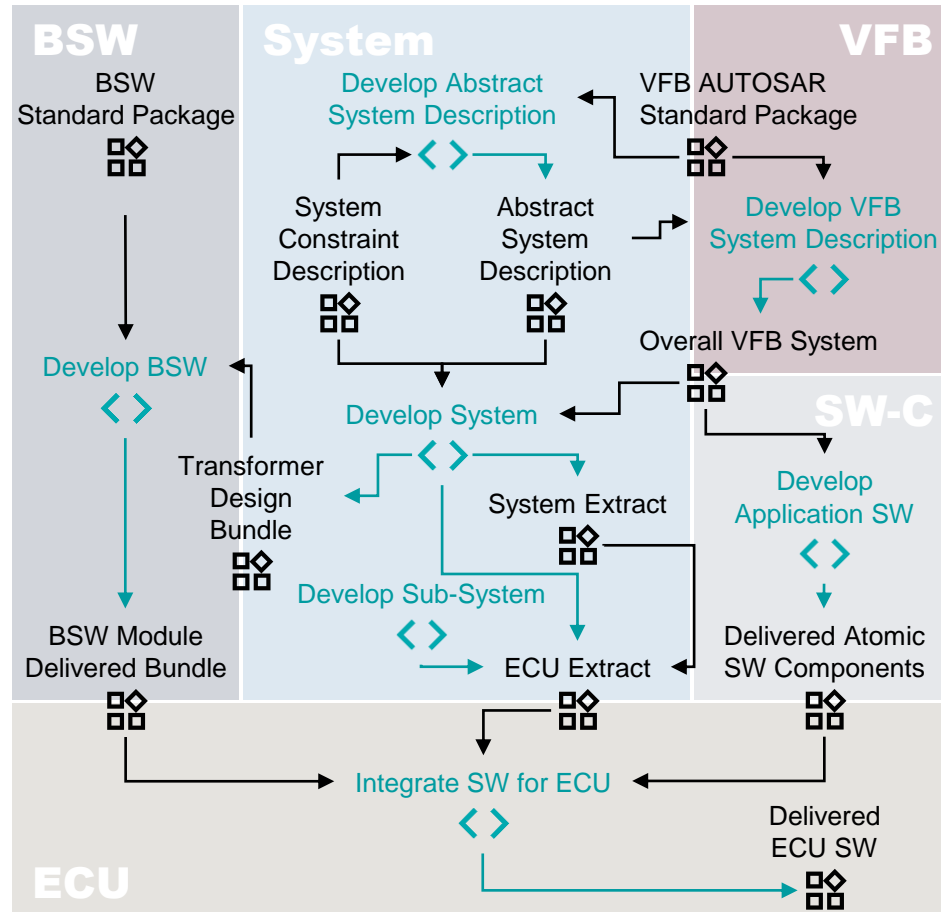 BSW
System
VFB
BSW
Standard Package
Develop Abstract
System Description
VFB AUTOSAR
Standard Package
System
Constraint
Description
Abstract
System
Description
Develop VFB
System Description
Overall VFB System
Develop BSW
Develop System
SW-C
Transformer
Design
Bundle
System Extract
Develop
Application SW
Develop Sub-System
BSW Module
Delivered Bundle
ECU Extract
Delivered Atomic
SW Components
Integrate SW for ECU
Delivered
ECU SW
ECU